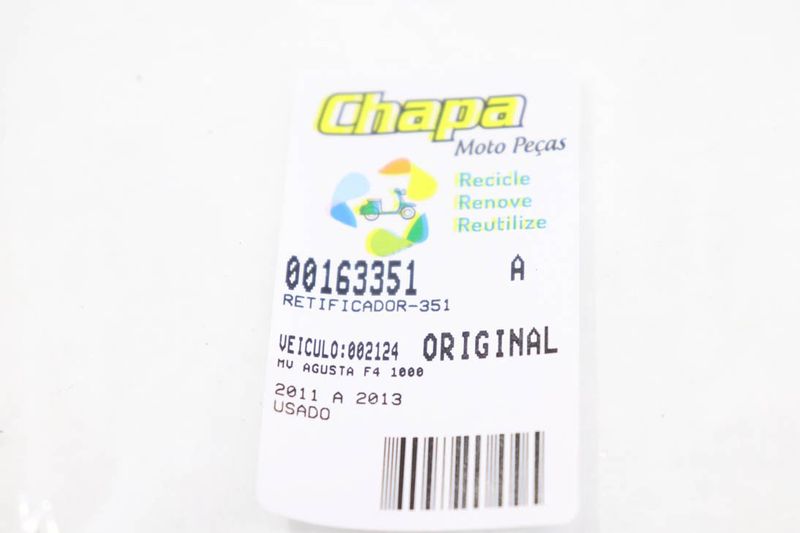 Chapa
Moto Peças
Recicle
Renove
Reutilize
00163351 A
RETIFICADOR-351
VEICULO:002124 ORIGINAL
MV AGUSTA F4 1000
2011 A 2013
USADO